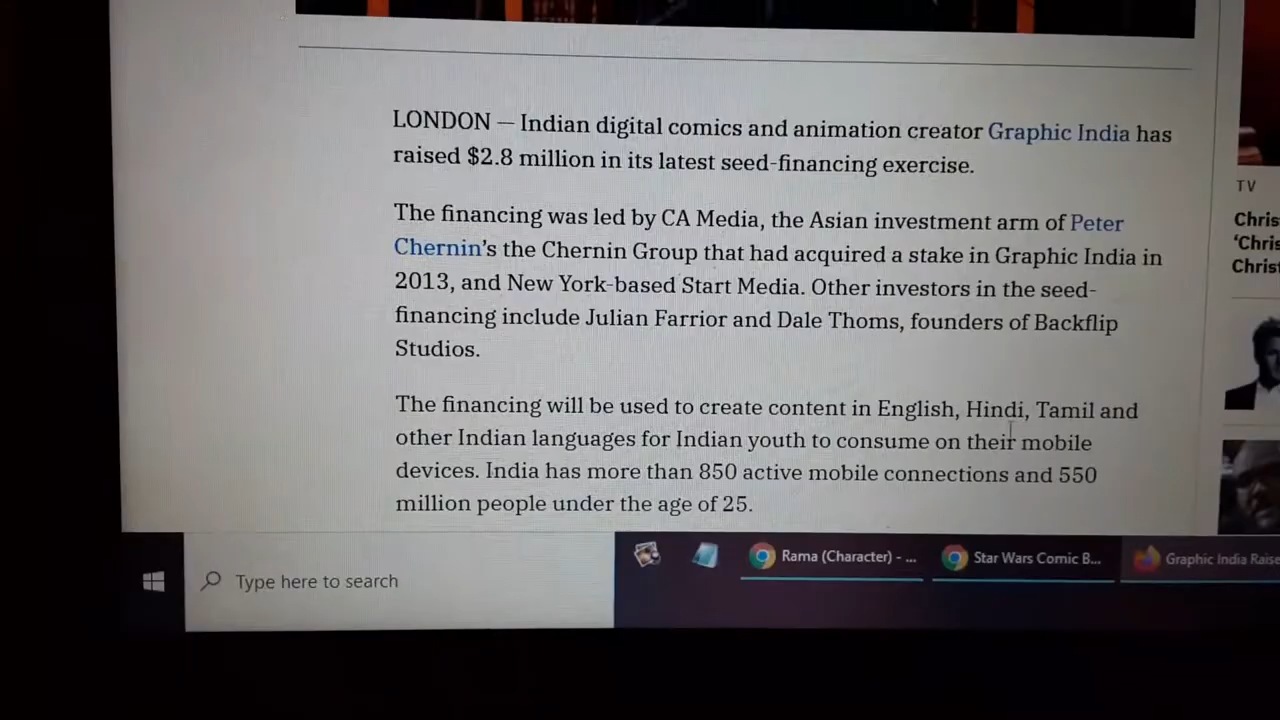 LONDON — Indian digital comics and animation creator Graphic India has
raised $2.8 million in its latest seed-financing exercise.
The financing was led by CA Media, the Asian investment arm of Peter
Chernin's the Chernin Group that had acquired a stake in Graphic India in
2013, and New York-based Start Media. Other investors in the seed-
financing include Julian Farrior and Dale Thoms, founders of Backflip
Studios.
The financing will be used to create content in English, Hindi, Tamil and
other Indian languages for Indian youth to consume on their mobile
devices. India has more than 850 active mobile connections and 550
million people under the age of 25.
TV
Chris
'Chris
Christ
Type here to search
Rama (Character) - ...
Star Wars Comic B...
Graphic India Raise